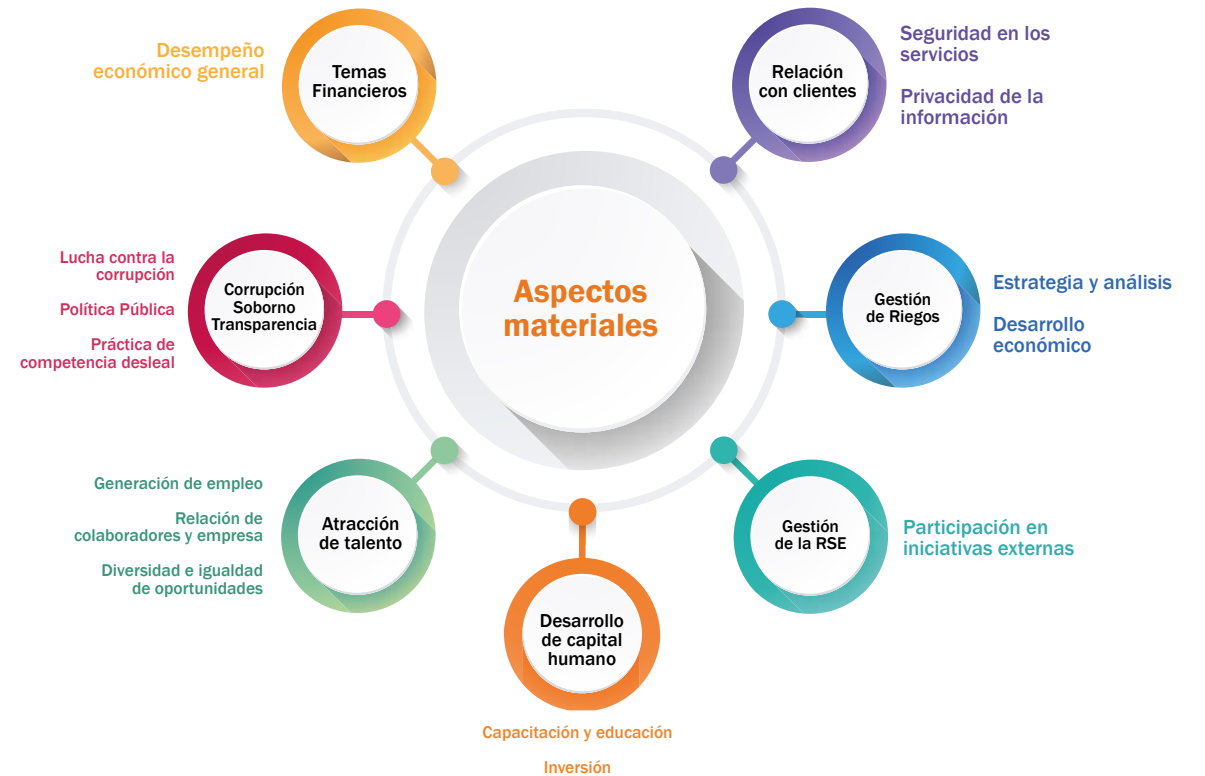 Desempeño
económico general
Temas
Financieros
Relación
con clientes
Seguridad en los
servicios
Privacidad de la
información
Lucha contra la
corrupción
Política Pública
Práctica de
competencia desleal
Corrupción
Soborno
Transparencia
Aspectos
materiales
Gestión
de Riegos
Estrategia y análisis
Desarrollo
económico
Generación de empleo
Relación de
colaboradores y empresa
Diversidad e igualdad
de oportunidades
Atracción
de talento
Gestión
de la RSE
Participación en
iniciativas externas
Desarrollo
de capital
humano
Capacitación y educación
Inversión